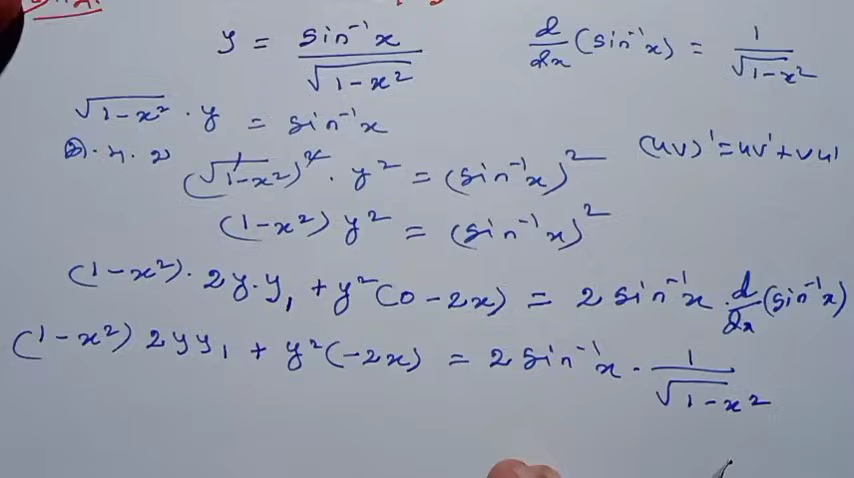 y = sin⁻¹x / √(1-x²)    d/dx (sin⁻¹x) = 1/√(1-x²)
√(1-x²) · y = sin⁻¹x
(√(1-x²))² · y² = (sin⁻¹x)²    (uv)' = uv' + vu'
(1-x²) y² = (sin⁻¹x)²
(1-x²) · 2y·y₁ + y²(0-2x) = 2 sin⁻¹x · d/dx (sin⁻¹x)
(1-x²) 2yy₁ + y²(-2x) = 2 sin⁻¹x · 1/√(1-x²)